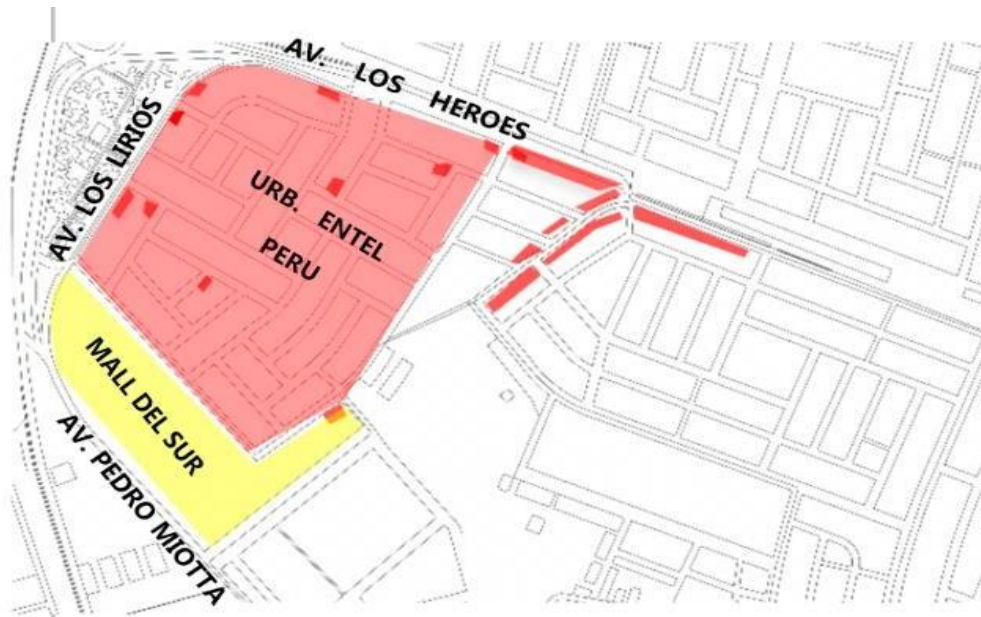 AV. LOS HEROES
AV. LOS LIRIOS
URB. ENTEL
PERU
MALL DEL SUR
AV. PEDRO MIOTTA